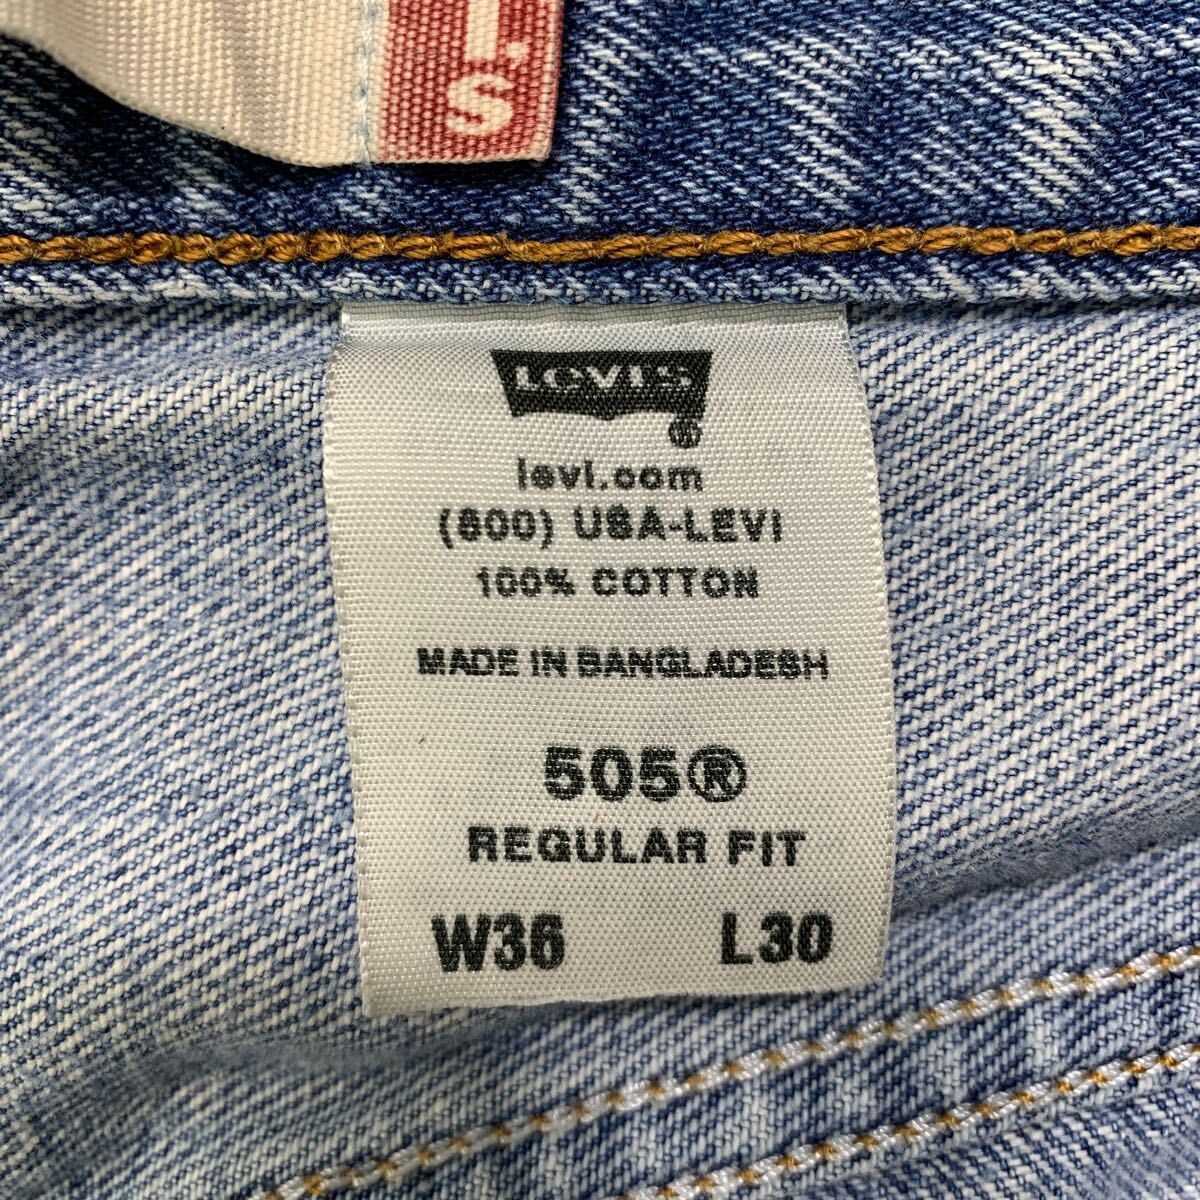 S
LEVI'S
®
levi.com
(800) USA-LEVI
100% COTTON
MADE IN BANGLADESH
505®
REGULAR FIT
W36 L30